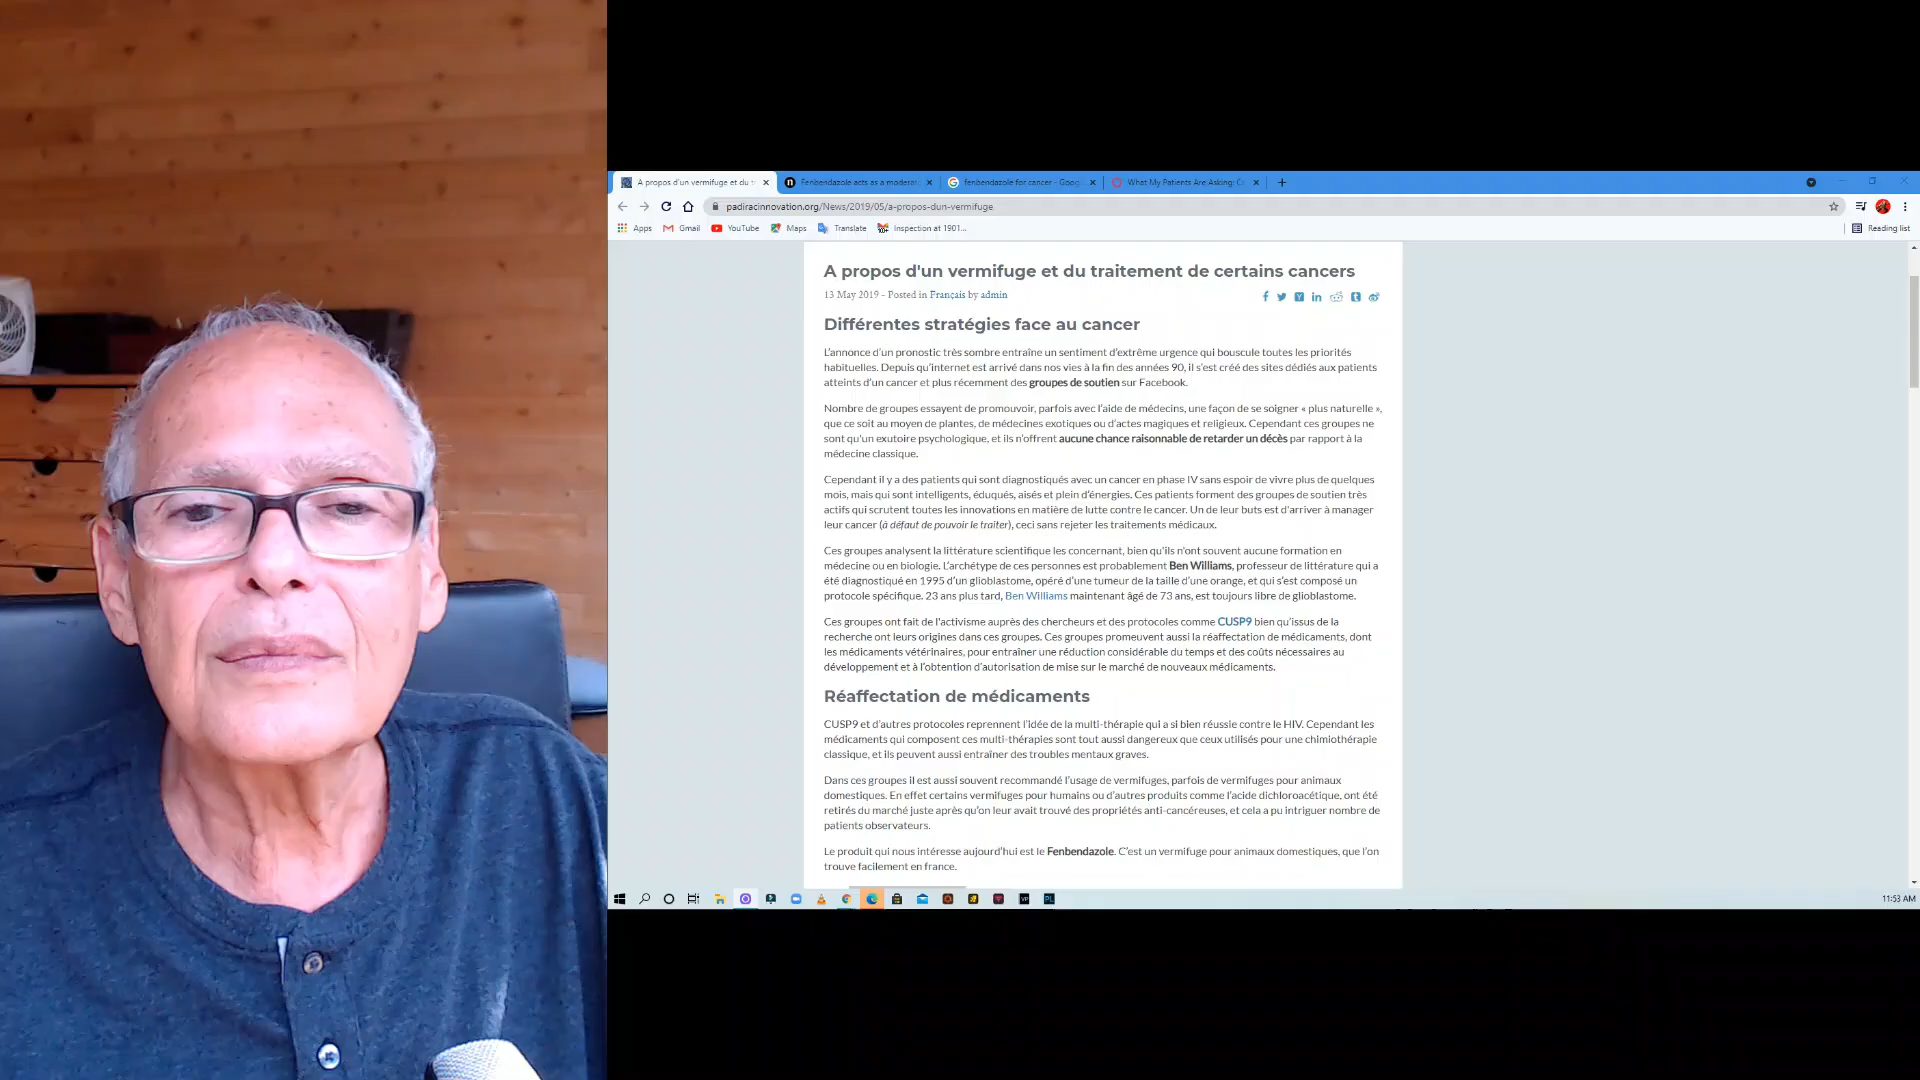 A propos d'un vermifuge et du tr
Fenbendazole acts as a moderat
fenbendazole for cancer - Goog
What My Patients Are Asking: C
padiracinnovation.org/News/2019/05/a-propos-dun-vermifuge
Apps
Gmail
YouTube
Maps
Translate
Inspection at 1901...
Reading list
A propos d'un vermifuge et du traitement de certains cancers
13 May 2019 - Posted in Français by admin
Différentes stratégies face au cancer
L'annonce d'un pronostic très sombre entraîne un sentiment d'extrême urgence qui bouscule toutes les priorités
habituelles. Depuis qu'internet est arrivé dans nos vies à la fin des années 90, il s'est créé des sites dédiés aux patients
atteints d'un cancer et plus récemment des groupes de soutien sur Facebook.
Nombre de groupes essayent de promouvoir, parfois avec l'aide de médecins, une façon de se soigner « plus naturelle »,
que ce soit au moyen de plantes, de médecines exotiques ou d'actes magiques et religieux. Cependant ces groupes ne
sont qu'un exutoire psychologique, et ils n'offrent aucune chance raisonnable de retarder un décès par rapport à la
médecine classique.
Cependant il y a des patients qui sont diagnostiqués avec un cancer en phase IV sans espoir de vivre plus de quelques
mois, mais qui sont intelligents, éduqués, aisés et plein d'énergies. Ces patients forment des groupes de soutien très
actifs qui scrutent toutes les innovations en matière de lutte contre le cancer. Un de leur buts est d'arriver à manager
leur cancer (à défaut de pouvoir le traiter), ceci sans rejeter les traitements médicaux.
Ces groupes analysent la littérature scientifique les concernant, bien qu'ils n'ont souvent aucune formation en
médecine ou en biologie. L'archétype de ces personnes est probablement Ben Williams, professeur de littérature qui a
été diagnostiqué en 1995 d'un glioblastome, opéré d'une tumeur de la taille d'une orange, et qui s'est composé un
protocole spécifique. 23 ans plus tard, Ben Williams maintenant âgé de 73 ans, est toujours libre de glioblastome.
Ces groupes ont fait de l'activisme auprès des chercheurs et des protocoles comme CUSP9 bien qu'issus de la
recherche ont leurs origines dans ces groupes. Ces groupes promeuvent aussi la réaffectation de médicaments, dont
les médicaments vétérinaires, pour entraîner une réduction considérable du temps et des coûts nécessaires au
développement et à l'obtention d'autorisation de mise sur le marché de nouveaux médicaments.
Réaffectation de médicaments
CUSP9 et d'autres protocoles reprennent l'idée de la multi-thérapie qui a si bien réussie contre le HIV. Cependant les
médicaments qui composent ces multi-thérapies sont tout aussi dangereux que ceux utilisés pour une chimiothérapie
classique, et ils peuvent aussi entraîner des troubles mentaux graves.
Dans ces groupes il est aussi souvent recommandé l'usage de vermifuges, parfois de vermifuges pour animaux
domestiques. En effet certains vermifuges pour humains ou d'autres produits comme l'acide dichloroacétique, ont été
retirés du marché juste après qu'on leur avait trouvé des propriétés anti-cancéreuses, et cela a pu intriguer nombre de
patients observateurs.
Le produit qui nous intéresse aujourd'hui est le Fenbendazole. C'est un vermifuge pour animaux domestiques, que l'on
trouve facilement en france.
11:53 AM